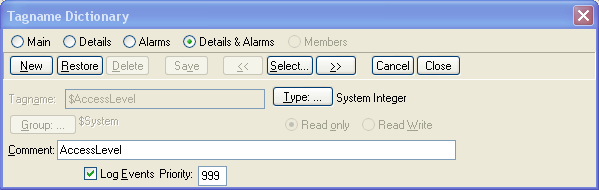 Tagname Dictionary
Main Details Alarms Details & Alarms Members
New Restore Delete Save << Select... >> Cancel Close
Tagname: $AccessLevel Type: ... System Integer
Group: ... $System Read only Read Write
Comment: AccessLevel
Log Events Priority: 999